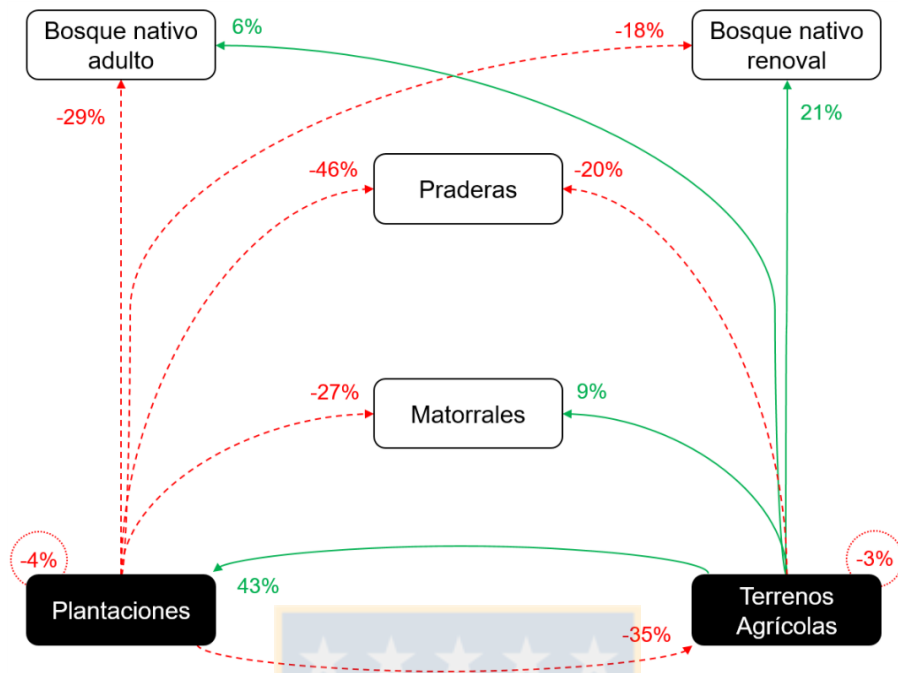 Bosque nativo
adulto
6%
-18%
Bosque nativo
renoval
-29%
21%
-46%
Praderas
-20%
-27%
Matorrales
9%
-4%
-3%
Plantaciones
43%
Terrenos
Agrícolas
-35%